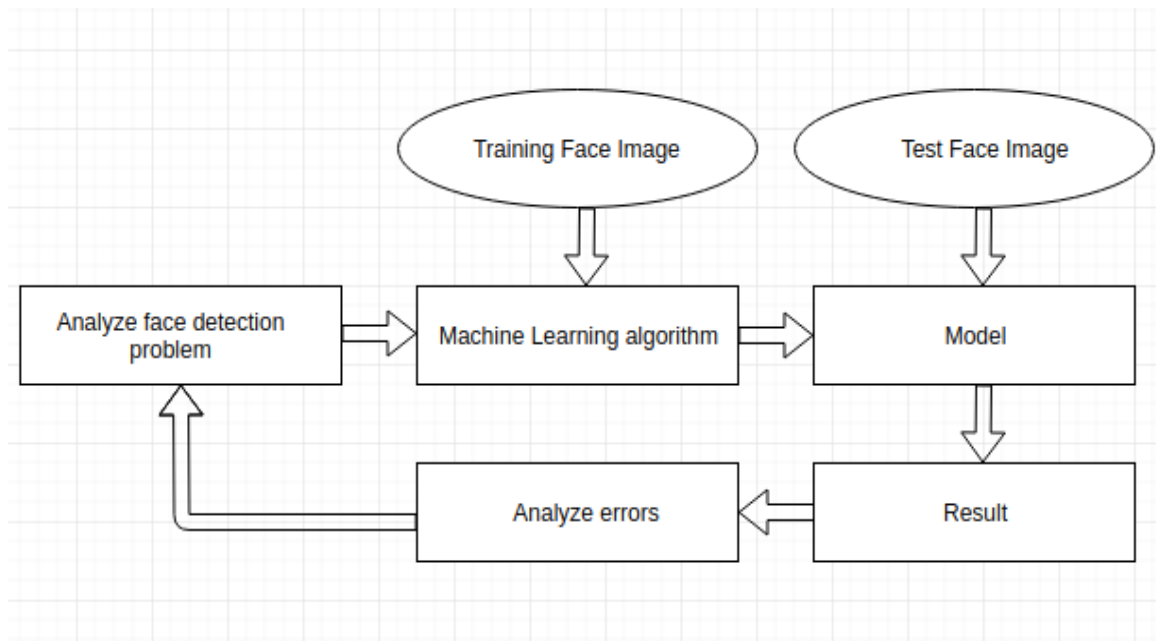 Training Face Image
Test Face Image
Analyze face detection
problem
Machine Learning algorithm
Model
Analyze errors
Result